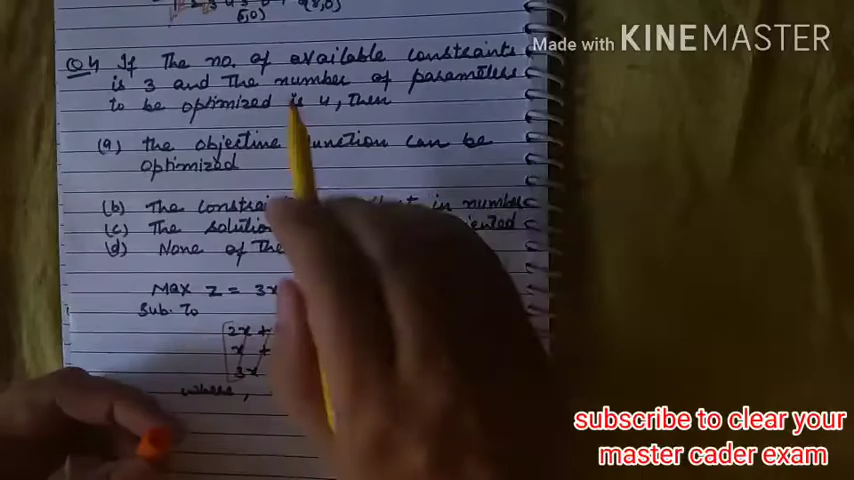 5,0)
Q4 If The no. of available constraints
is 3 and The number of parameters
to be optimized is 4, Then
(a) the objective function can be
optimized
(b) The in number
(c) The
(d) None of The
Max Z = 3x
Sub. To
2x +
x +
3x
where,
Made with KINEMASTER
subscribe to clear your
master cader exam